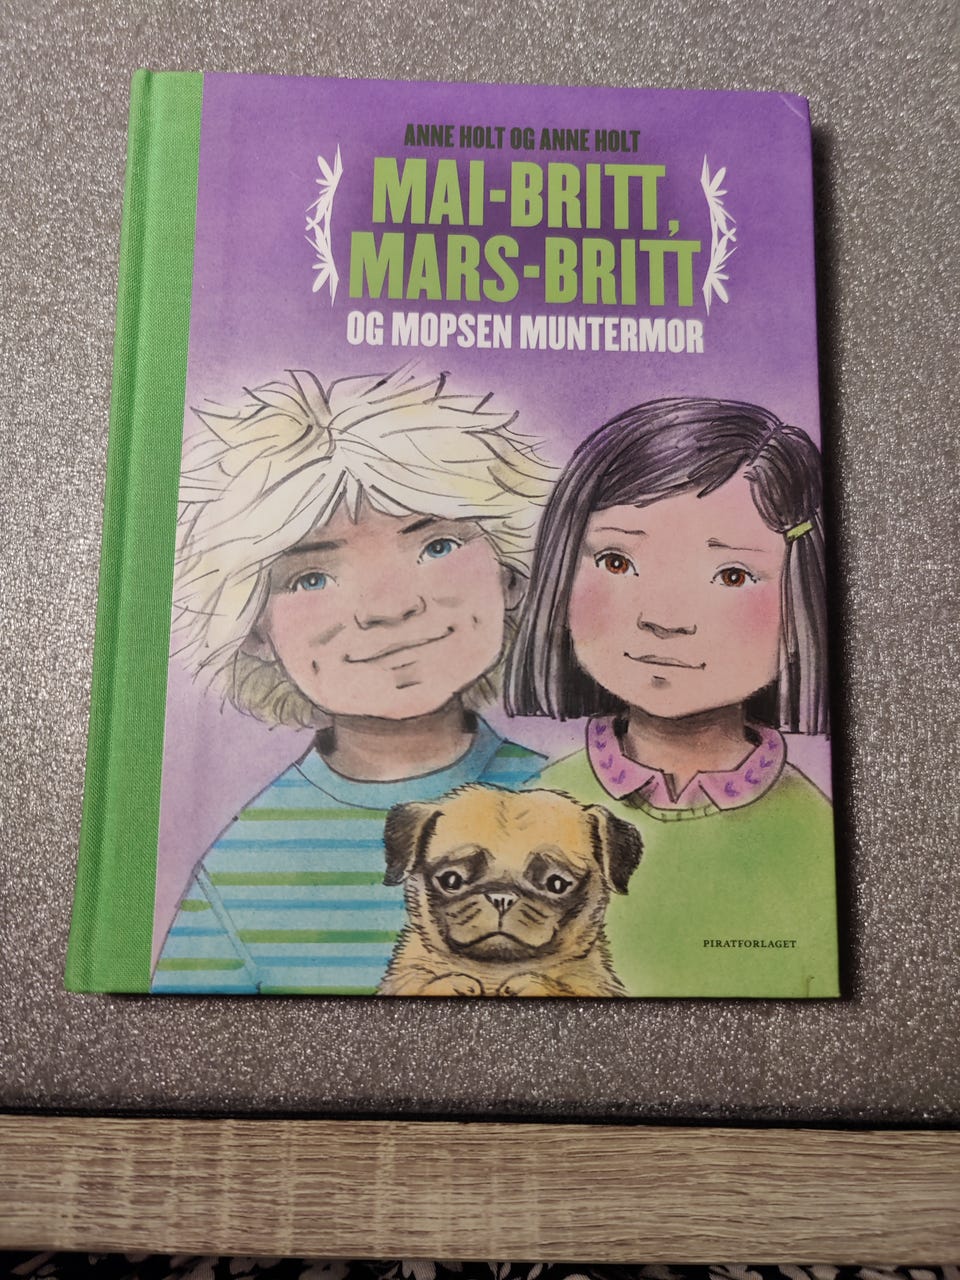 ANNE HOLT OG ANNE HOLT
MAI-BRITT,
MARS-BRITT
OG MOPSEN MUNTERMOR
PIRATFORLAGET